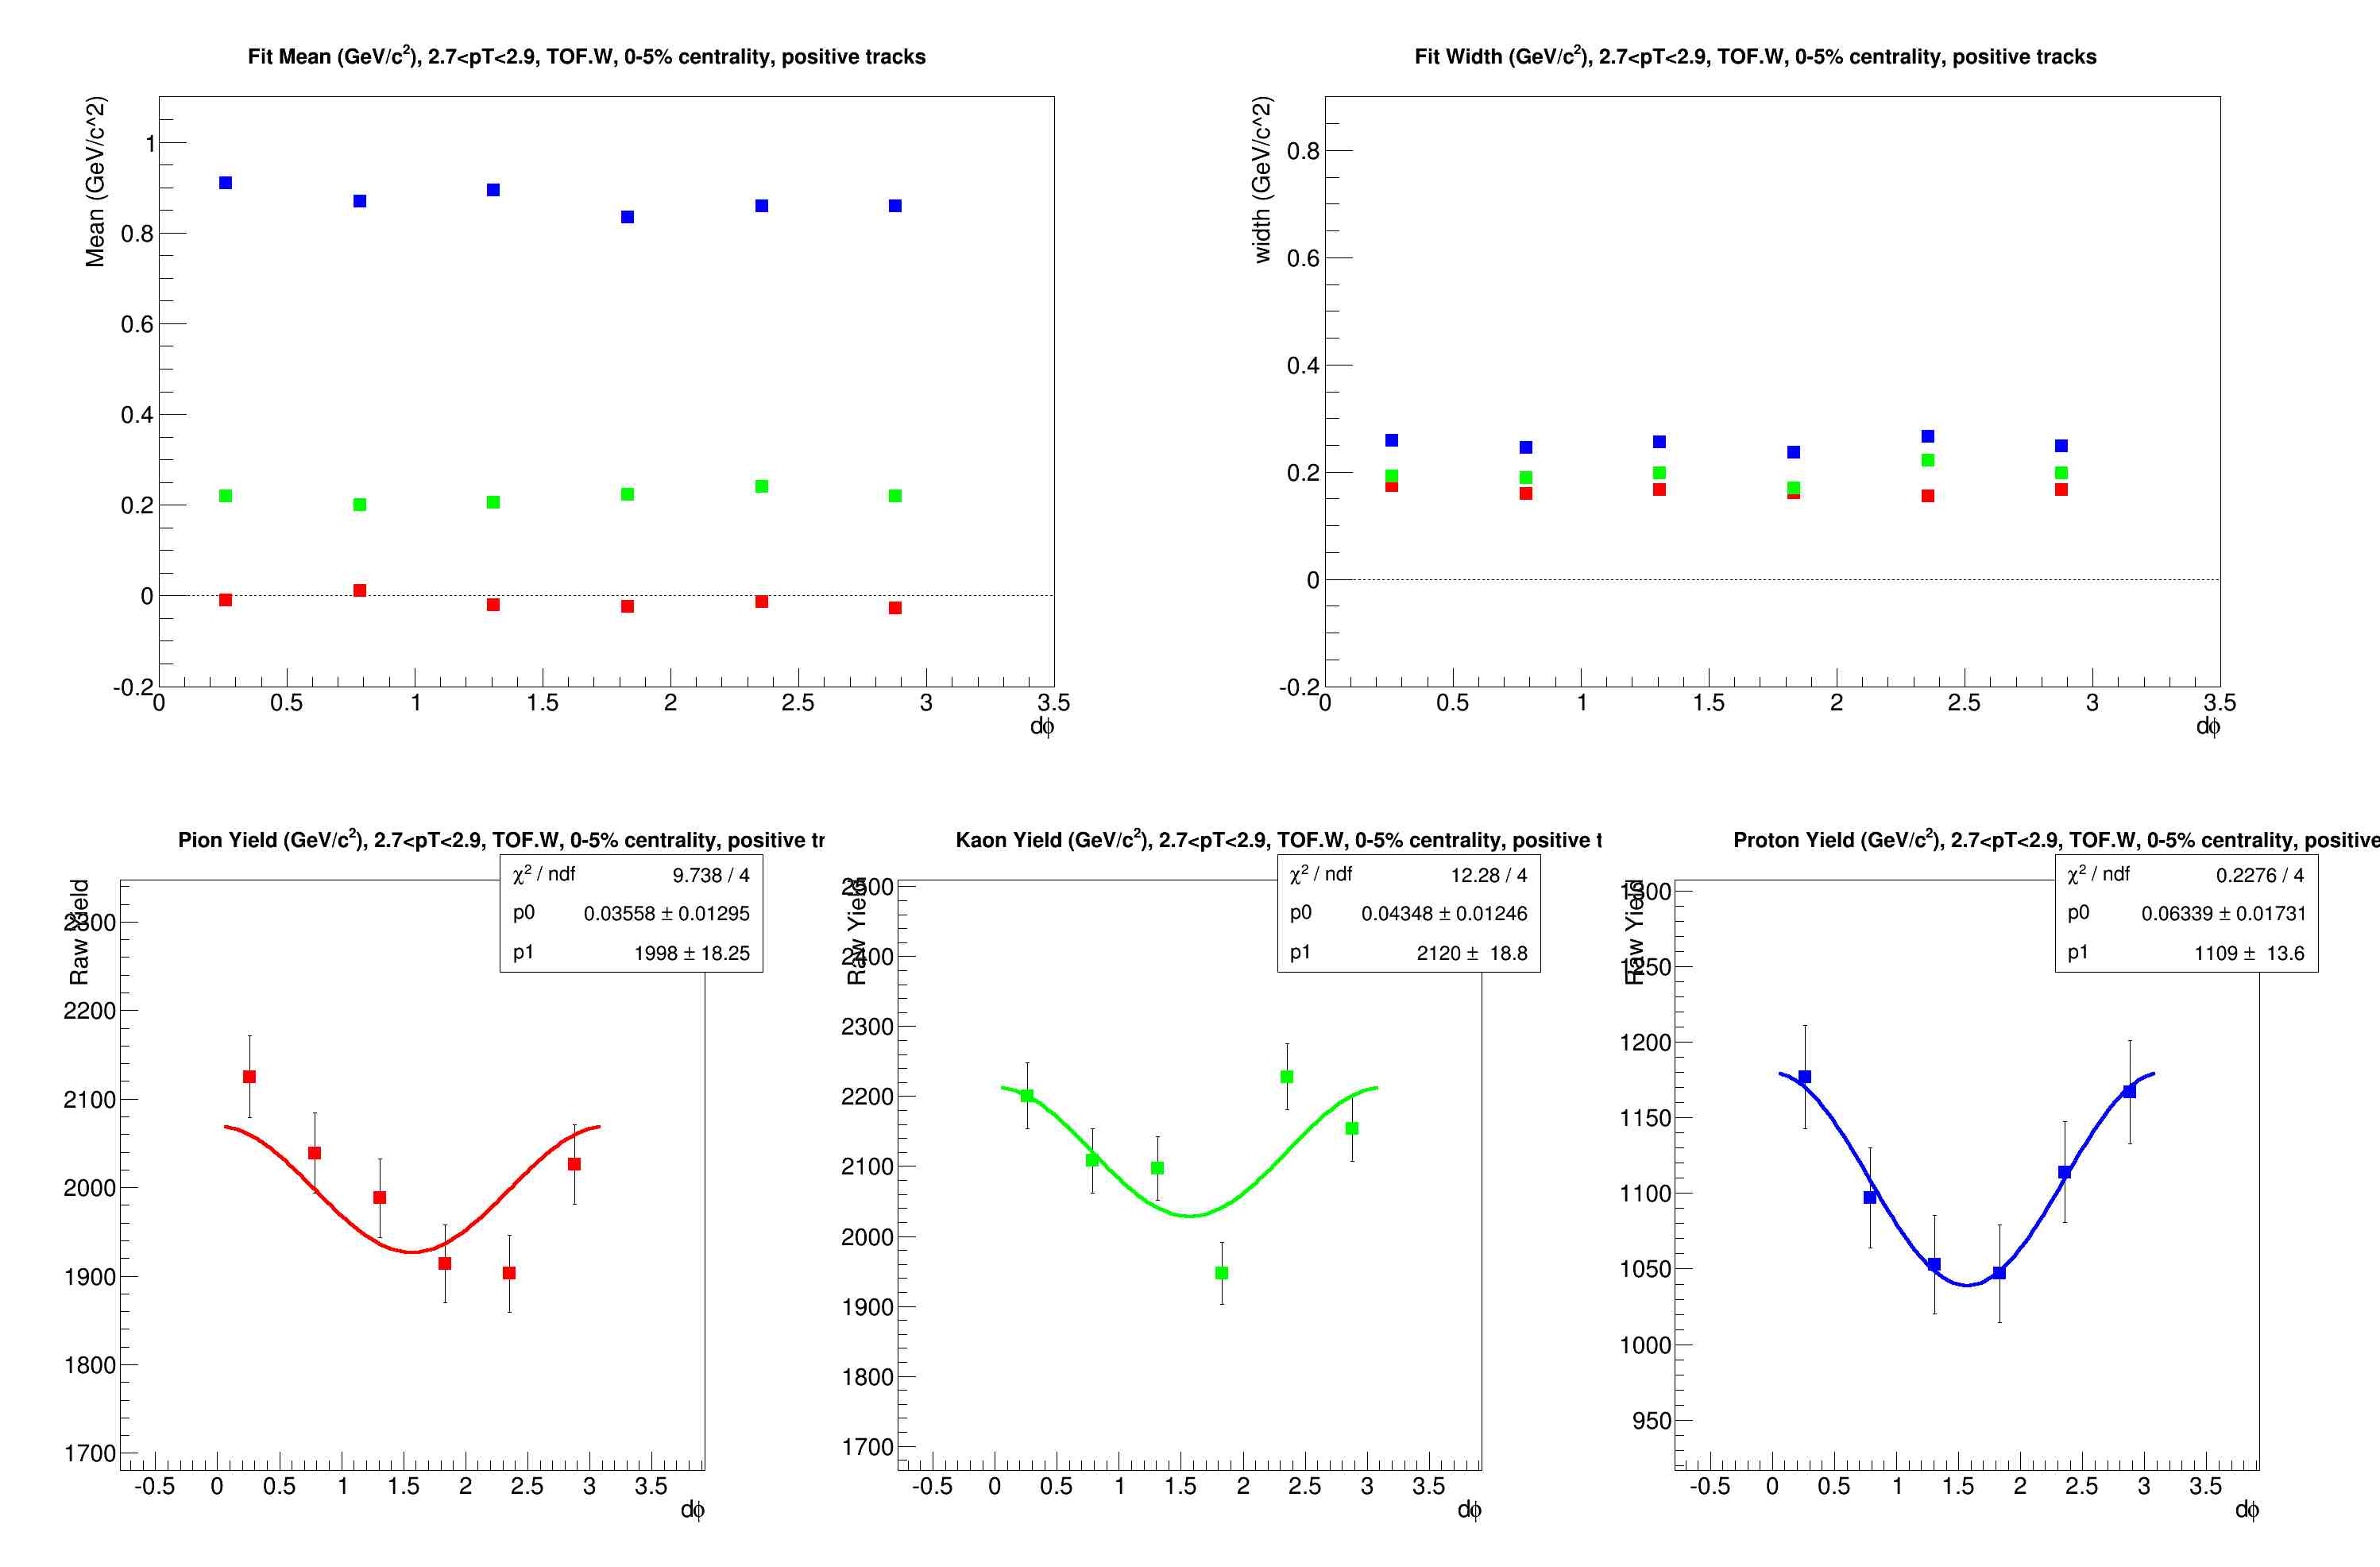 Fit Mean (GeV/c2), 2.7<pT<2.9, TOF.W, 0-5% centrality, positive tracks
Mean (GeV/c^2)
1
0.8
0.6
0.4
0.2
0
-0.2
0 0.5 1 1.5 2 2.5 3 3.5
dϕ
Fit Width (GeV/c2), 2.7<pT<2.9, TOF.W, 0-5% centrality, positive tracks
width (GeV/c^2)
0.8
0.6
0.4
0.2
0
-0.2
0 0.5 1 1.5 2 2.5 3 3.5
dϕ
Pion Yield (GeV/c2), 2.7<pT<2.9, TOF.W, 0-5% centrality, positive tr
χ2 / ndf 9.738 / 4
p0 0.03558 ± 0.01295
p1 1998 ± 18.25
Raw Yield
2300
2200
2100
2000
1900
1800
1700
-0.5 0 0.5 1 1.5 2 2.5 3 3.5
dϕ
Kaon Yield (GeV/c2), 2.7<pT<2.9, TOF.W, 0-5% centrality, positive t
χ2 / ndf 12.28 / 4
p0 0.04348 ± 0.01246
p1 2120 ± 18.8
Raw Yield
2500
2400
2300
2200
2100
2000
1900
1800
1700
-0.5 0 0.5 1 1.5 2 2.5 3 3.5
dϕ
Proton Yield (GeV/c2), 2.7<pT<2.9, TOF.W, 0-5% centrality, positive
χ2 / ndf 0.2276 / 4
p0 0.06339 ± 0.01731
p1 1109 ± 13.6
Raw Yield
1300
1250
1200
1150
1100
1050
1000
950
-0.5 0 0.5 1 1.5 2 2.5 3 3.5
dϕ